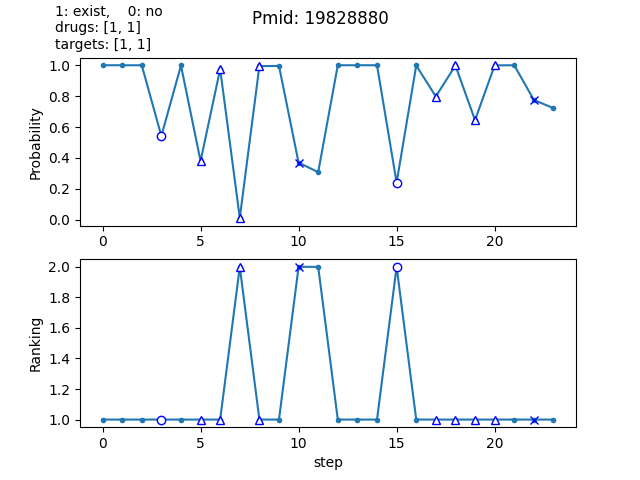 1: exist,    0: no
drugs: [1, 1]
targets: [1, 1]
Pmid: 19828880
1.0
0.8
0.6
0.4
0.2
0.0
Probability
0 5 10 15 20
2.0
1.8
1.6
1.4
1.2
1.0
Ranking
0 5 10 15 20
step